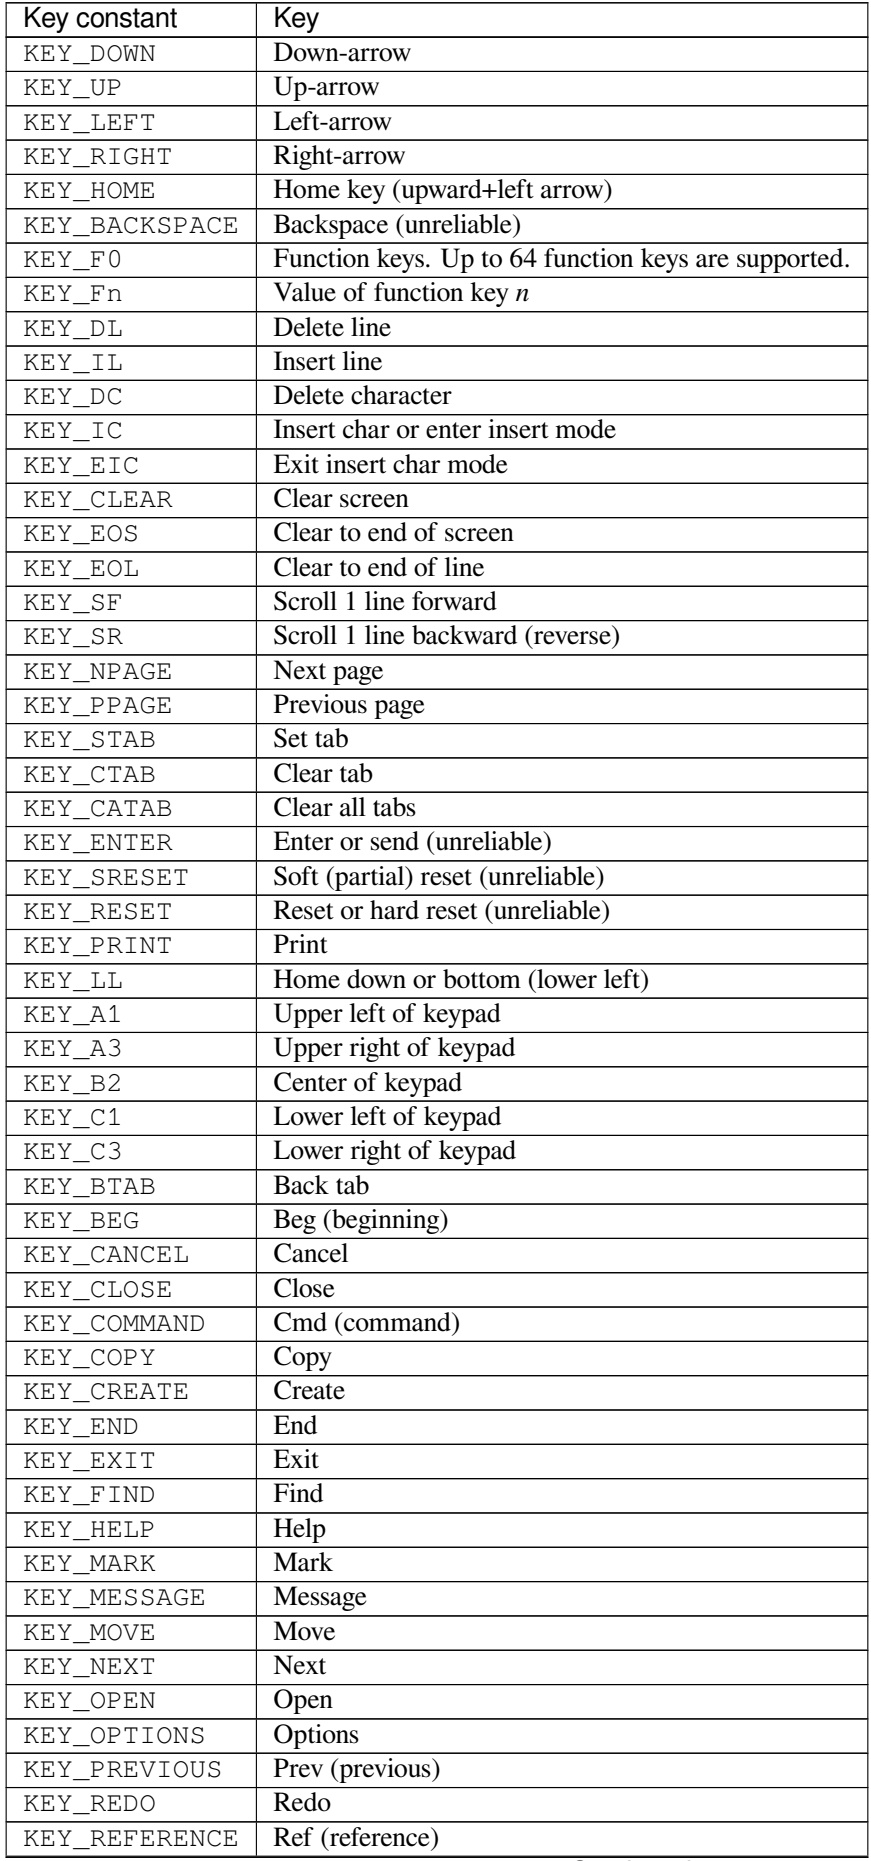 Key constant Key
KEY_DOWN Down-arrow
KEY_UP Up-arrow
KEY_LEFT Left-arrow
KEY_RIGHT Right-arrow
KEY_HOME Home key (upward+left arrow)
KEY_BACKSPACE Backspace (unreliable)
KEY_F0 Function keys. Up to 64 function keys are supported.
KEY_Fn Value of function key n
KEY_DL Delete line
KEY_IL Insert line
KEY_DC Delete character
KEY_IC Insert char or enter insert mode
KEY_EIC Exit insert char mode
KEY_CLEAR Clear screen
KEY_EOS Clear to end of screen
KEY_EOL Clear to end of line
KEY_SF Scroll 1 line forward
KEY_SR Scroll 1 line backward (reverse)
KEY_NPAGE Next page
KEY_PPAGE Previous page
KEY_STAB Set tab
KEY_CTAB Clear tab
KEY_CATAB Clear all tabs
KEY_ENTER Enter or send (unreliable)
KEY_SRESET Soft (partial) reset (unreliable)
KEY_RESET Reset or hard reset (unreliable)
KEY_PRINT Print
KEY_LL Home down or bottom (lower left)
KEY_A1 Upper left of keypad
KEY_A3 Upper right of keypad
KEY_B2 Center of keypad
KEY_C1 Lower left of keypad
KEY_C3 Lower right of keypad
KEY_BTAB Back tab
KEY_BEG Beg (beginning)
KEY_CANCEL Cancel
KEY_CLOSE Close
KEY_COMMAND Cmd (command)
KEY_COPY Copy
KEY_CREATE Create
KEY_END End
KEY_EXIT Exit
KEY_FIND Find
KEY_HELP Help
KEY_MARK Mark
KEY_MESSAGE Message
KEY_MOVE Move
KEY_NEXT Next
KEY_OPEN Open
KEY_OPTIONS Options
KEY_PREVIOUS Prev (previous)
KEY_REDO Redo
KEY_REFERENCE Ref (reference)